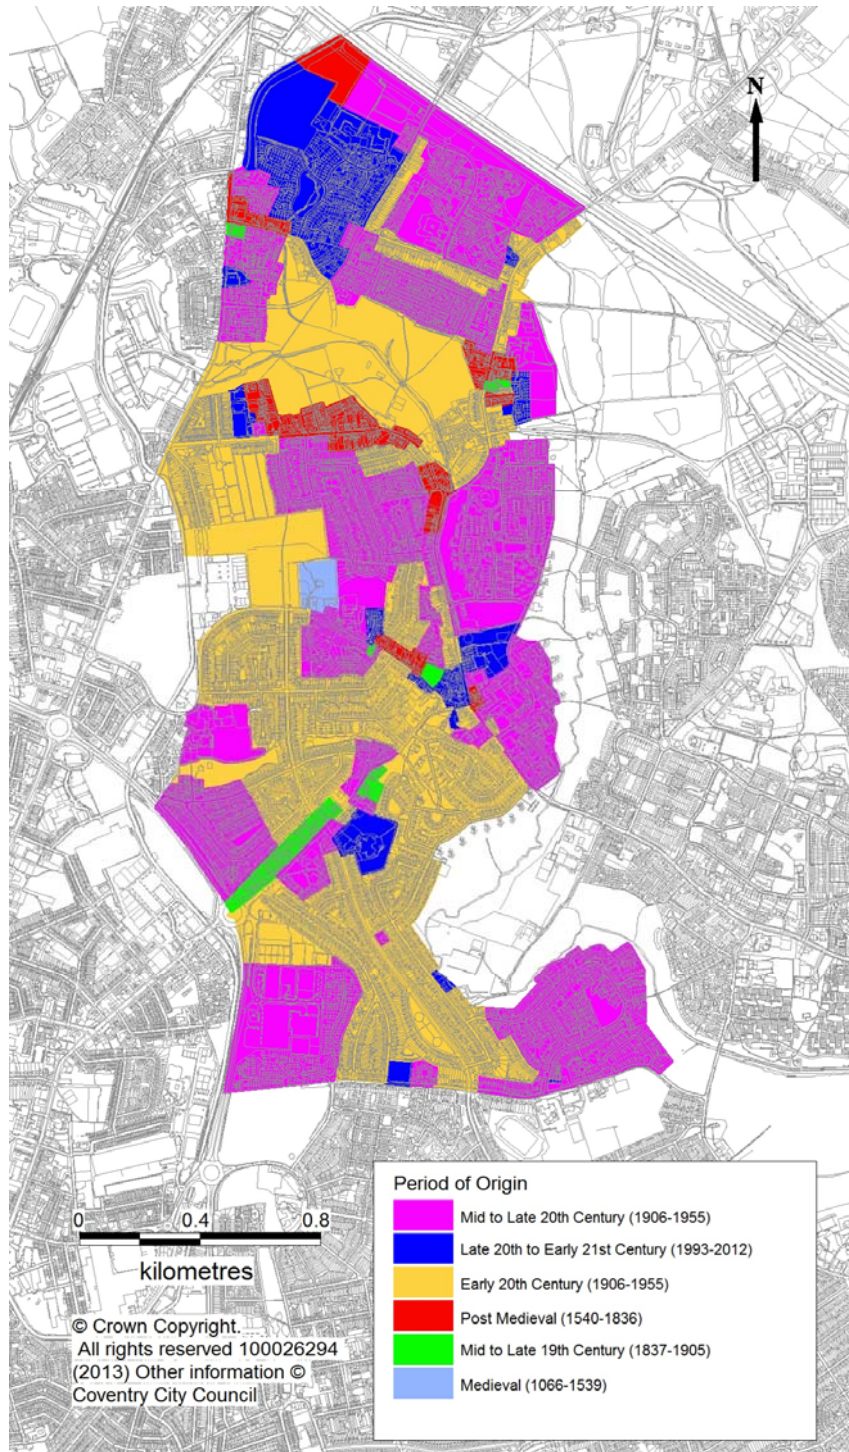 N
Period of Origin
Mid to Late 20th Century (1906-1955)
Late 20th to Early 21st Century (1993-2012)
Early 20th Century (1906-1955)
Post Medieval (1540-1836)
Mid to Late 19th Century (1837-1905)
Medieval (1066-1539)
0 0.4 0.8
kilometres
© Crown Copyright.
All rights reserved 100026294
(2013) Other information ©
Coventry City Council